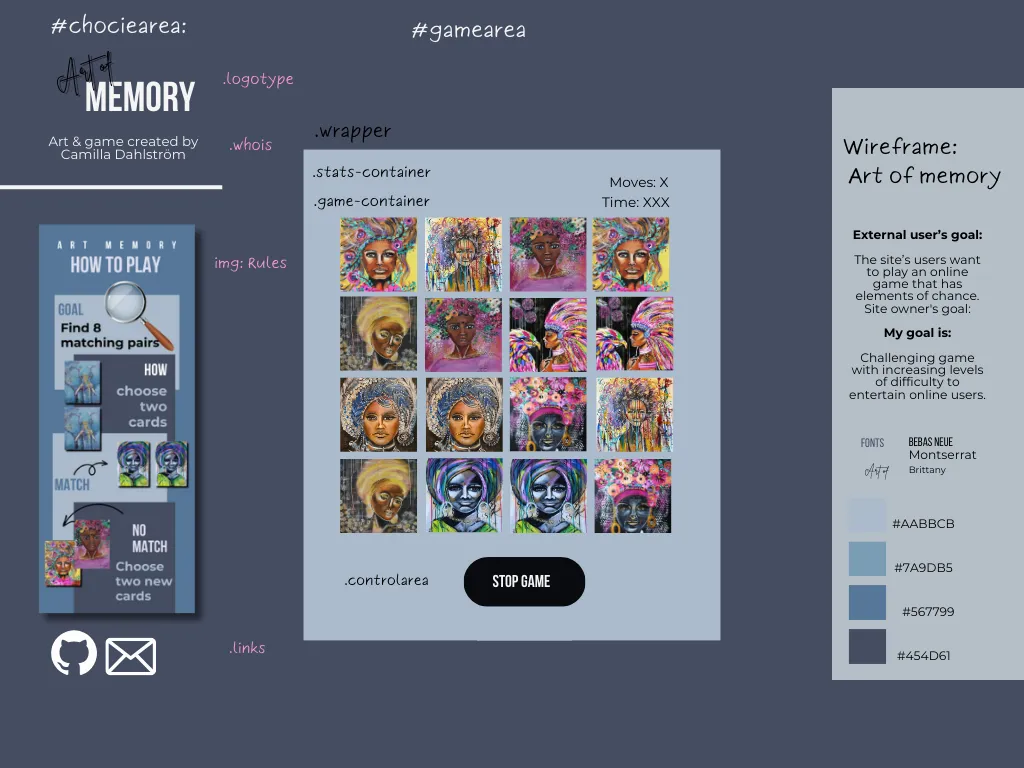 #chociearea:
Art of
MEMORY
.logotype
Art & game created by
Camilla Dahlström
.whois
ART MEMORY
HOW TO PLAY
img: Rules
GOAL
Find 8
matching pairs
HOW
choose
two
cards
MATCH
NO
MATCH
Choose
two new
cards
.links
#gamearea
.wrapper
.stats-container
.game-container
Moves: X
Time: XXX
.controlarea
STOP GAME
Wireframe:
Art of memory
External user's goal:
The site's users want
to play an online
game that has
elements of chance.
Site owner's goal:
My goal is:
Challenging game
with increasing levels
of difficulty to
entertain online users.
FONTS
BEBAS NEUE
Montserrat
Art of
Brittany
#AABBCB
#7A9DB5
#567799
#454D61